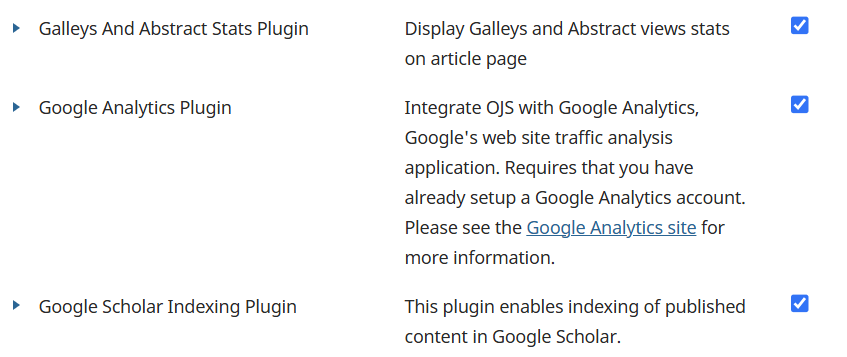 Galleys And Abstract Stats Plugin
Display Galleys and Abstract views stats
on article page
Google Analytics Plugin
Integrate OJS with Google Analytics,
Google's web site traffic analysis
application. Requires that you have
already setup a Google Analytics account.
Please see the Google Analytics site for
more information.
Google Scholar Indexing Plugin
This plugin enables indexing of published
content in Google Scholar.